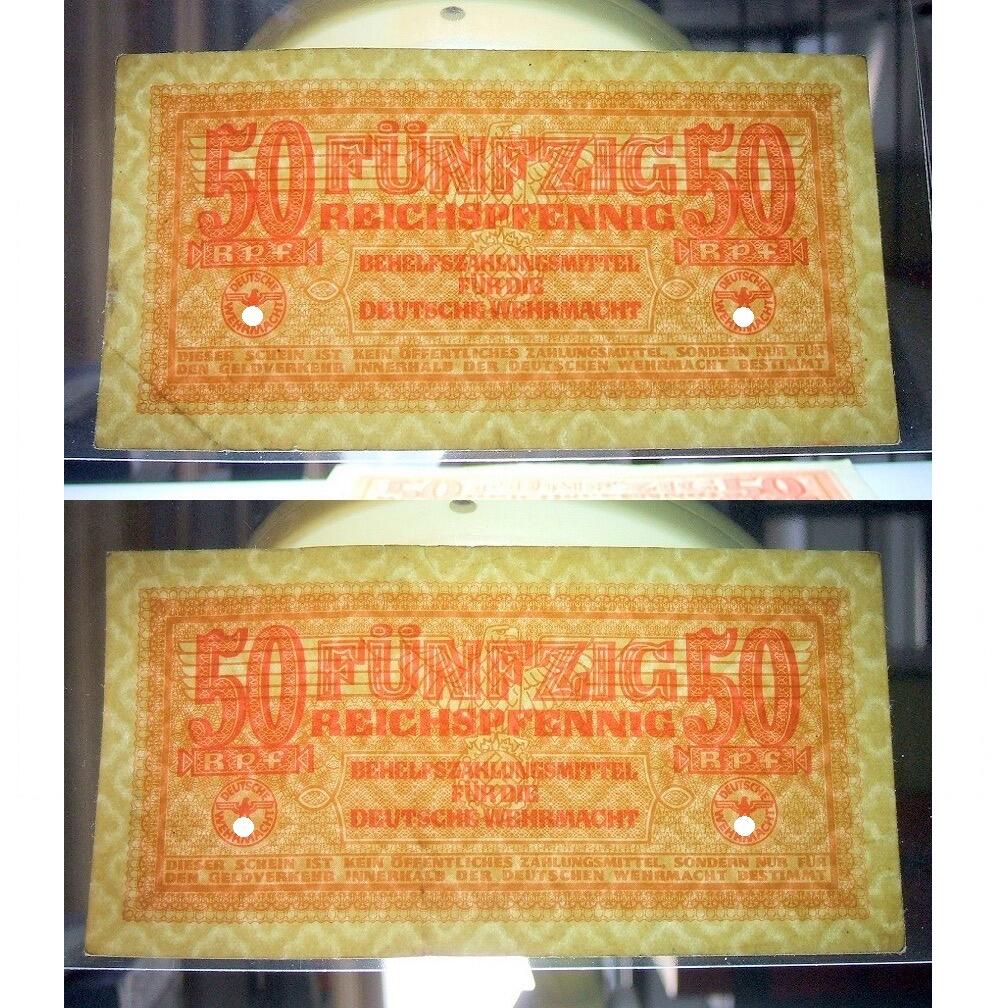 50 FÜNFZIG 50
REICHSPFENNIG
Rpf Rpf
BEHELFSZAHLUNGSMITTEL
FÜR DIE
DEUTSCHE WEHRMACHT
DEUTSCHE WEHRMACHT DEUTSCHE WEHRMACHT
DIESER SCHEIN IST KEIN ÖFFENTLICHES ZAHLUNGSMITTEL, SONDERN NUR FÜR
DEN GELDVERKEHR INNERHALB DER DEUTSCHEN WEHRMACHT BESTIMMT
50 50
50 FÜNFZIG 50
REICHSPFENNIG
Rpf Rpf
BEHELFSZAHLUNGSMITTEL
FÜR DIE
DEUTSCHE WEHRMACHT
DEUTSCHE WEHRMACHT DEUTSCHE WEHRMACHT
DIESER SCHEIN IST KEIN ÖFFENTLICHES ZAHLUNGSMITTEL, SONDERN NUR FÜR
DEN GELDVERKEHR INNERHALB DER DEUTSCHEN WEHRMACHT BESTIMMT